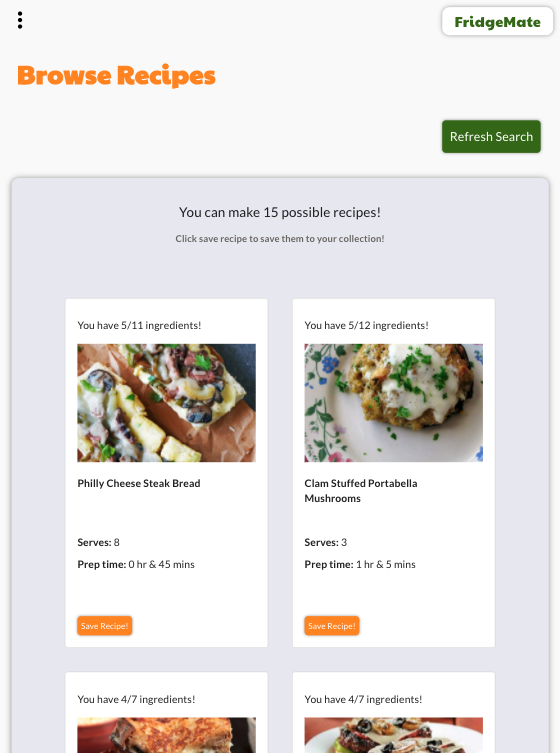 FridgeMate
Browse Recipes
Refresh Search
You can make 15 possible recipes!
Click save recipe to save them to your collection!
You have 5/11 ingredients!
Philly Cheese Steak Bread
Serves: 8
Prep time: 0 hr & 45 mins
Save Recipe!
You have 5/12 ingredients!
Clam Stuffed Portabella
Mushrooms
Serves: 3
Prep time: 1 hr & 5 mins
Save Recipe!
You have 4/7 ingredients!
You have 4/7 ingredients!